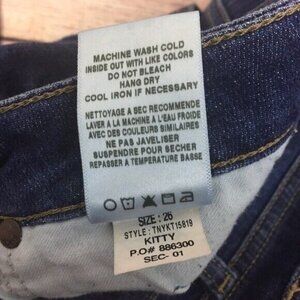 MACHINE WASH COLD
INSIDE OUT WITH LIKE COLORS
DO NOT BLEACH
HANG DRY
COOL IRON IF NECESSARY
NETTOYAGE A SEC RECOMMENDE
LAVER A LA MACHINE A L'EAU FROIDE
AVEC DES COULEURS SIMILAIRES
NE PAS JAVELISER
SUSPENDRE POUR SECHER
REPASSER A TEMPERATURE BASSE
SIZE: 26
STYLE: TNYKT15819
KITTY
P.O# 886300
SEC- 01